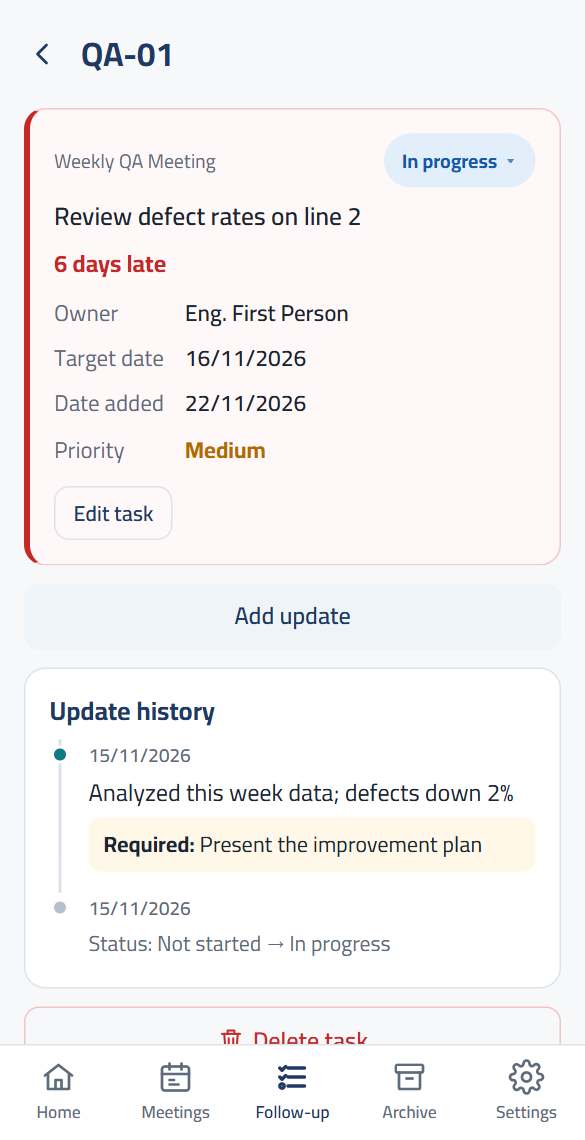 QA-01
Weekly QA Meeting
In progress
Review defect rates on line 2
6 days late
Owner Eng. First Person
Target date 16/11/2026
Date added 22/11/2026
Priority Medium
Edit task
Add update
Update history
15/11/2026
Analyzed this week data; defects down 2%
Required: Present the improvement plan
15/11/2026
Status: Not started → In progress
Delete task
Home Meetings Follow-up Archive Settings